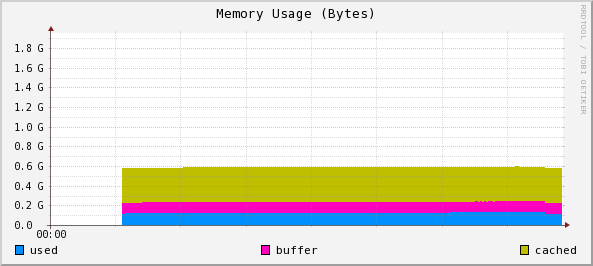 Memory Usage (Bytes)
RRDTOOL / TOBI OETIKER
1.8 G
1.6 G
1.4 G
1.2 G
1.0 G
0.8 G
0.6 G
0.4 G
0.2 G
0.0
00:00
used
buffer
cached